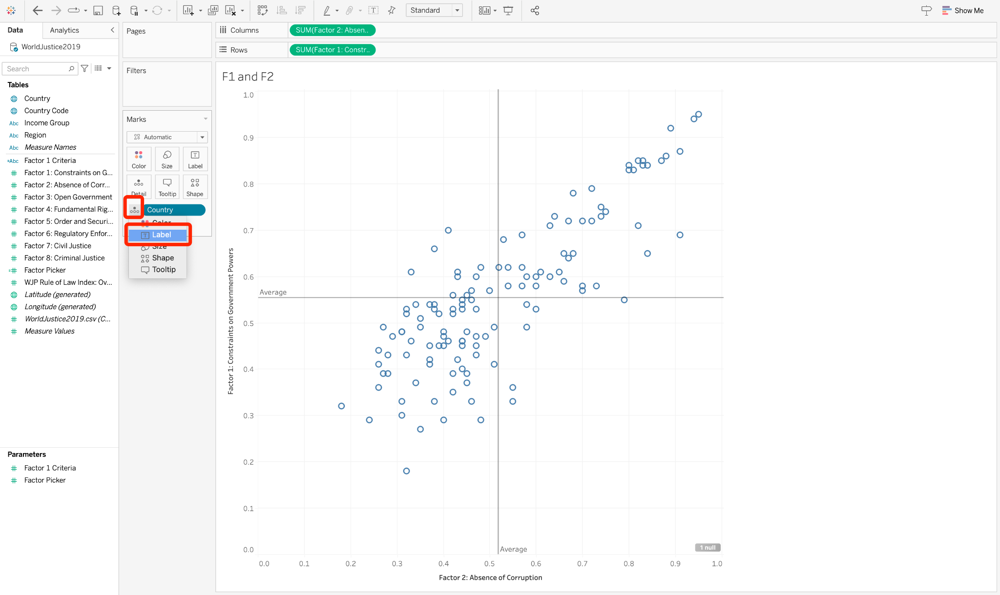 Standard
Show Me
Data
Analytics
WorldJustice2019
Search
Tables
Country
Country Code
Abc Income Group
Abc Region
Abc Measure Names
=Abc Factor 1 Criteria
Factor 1: Constraints on G...
Factor 2: Absence of Corr...
Factor 3: Open Government
Factor 4: Fundamental Rig...
Factor 5: Order and Securi...
Factor 6: Regulatory Enfor...
Factor 7: Civil Justice
Factor 8: Criminal Justice
Factor Picker
WJP Rule of Law Index: Ov...
Latitude (generated)
Longitude (generated)
WorldJustice2019.csv (C...
Measure Values
Parameters
Factor 1 Criteria
Factor Picker
Pages
Filters
Marks
Automatic
Color
Size
Label
Detail
Tooltip
Shape
Country
Color
Label
Size
Shape
Tooltip
Columns
SUM(Factor 2: Absen..
Rows
SUM(Factor 1: Constr..
F1 and F2
Factor 1: Constraints on Government Powers
1.0
0.9
0.8
0.7
0.6
0.5
0.4
0.3
0.2
0.1
0.0
Average
Average
1 null
0.0 0.1 0.2 0.3 0.4 0.5 0.6 0.7 0.8 0.9 1.0
Factor 2: Absence of Corruption